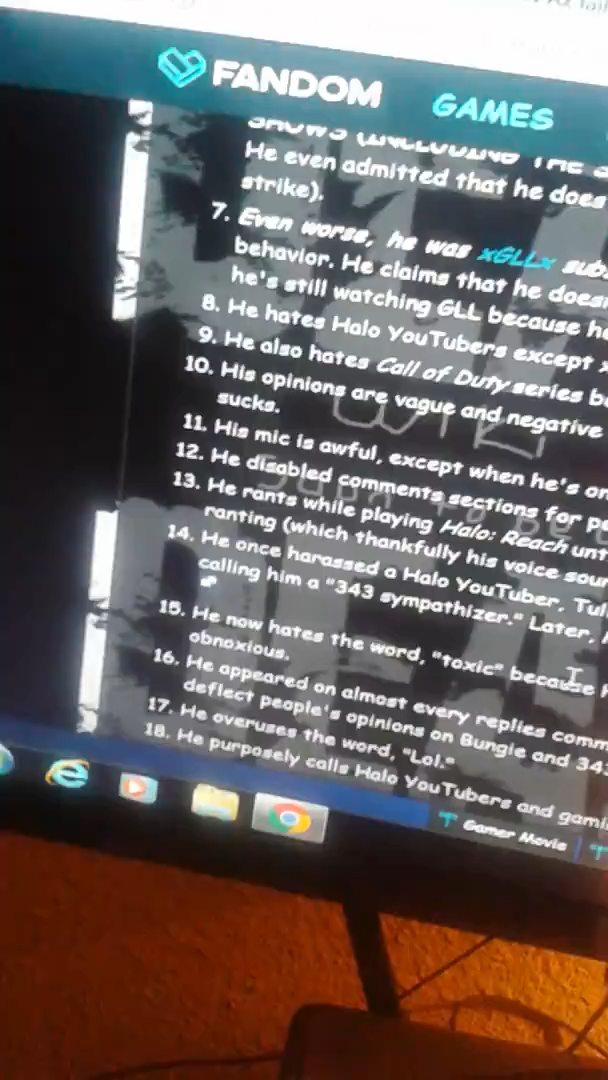 FANDOM GAMES
He even admitted that he does
strike).
7. Even worse, he was xGLLx
behavior. He claims that he doesn
he's still watching GLL because he
8. He hates Halo YouTubers except
9. He also hates Call of Duty series be
10. His opinions are vague and negative
sucks.
11. His mic is awful, except when he's on
12. He disabled comments sections for
13. He rants while playing Halo: Reach
ranting (which thankfully his voice
14. He once harassed a Halo YouTuber,
calling him a "343 sympathizer." Later,
15. He now hates the word, "toxic" because
obnoxious.
16. He appeared on almost every replies
deflect people's opinions on Bungie and
17. He overuses the word, "Lol."
18. He purposely calls Halo YouTubers and
Gamer Movie